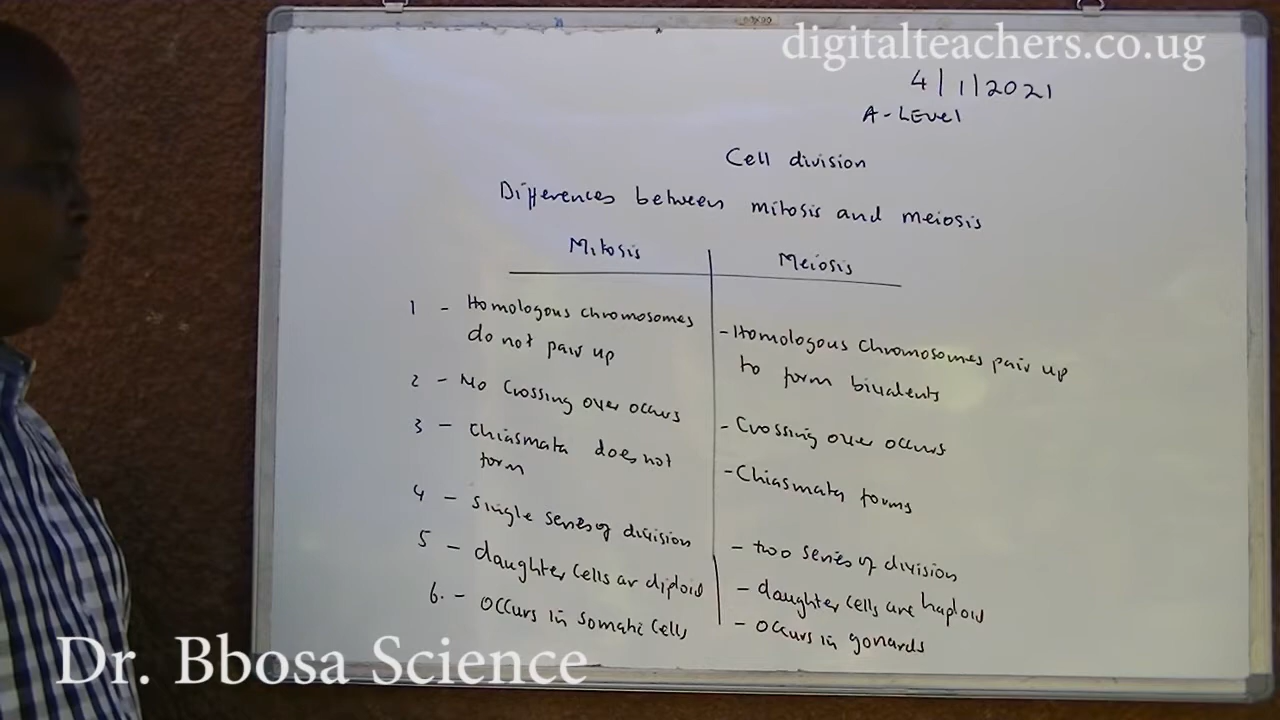 digitalteachers.co.ug
4/1/2021
A-LEVEL
Cell division
Differences between mitosis and meiosis
Mitosis
Meiosis
1 - Homologous chromosomes
do not pair up
- Homologous chromosomes pair up
to form bivalents
2 - No Crossing over occurs
- Crossing over occurs
3 - Chiasmata does not
form
- Chiasmata forms
4 - Single series of division
- two series of division
5 - daughter cells ar diploid
- daughter cells are haploid
6. - Occurs in somatic cells
- Occurs in gonards
Dr. Bbosa Science